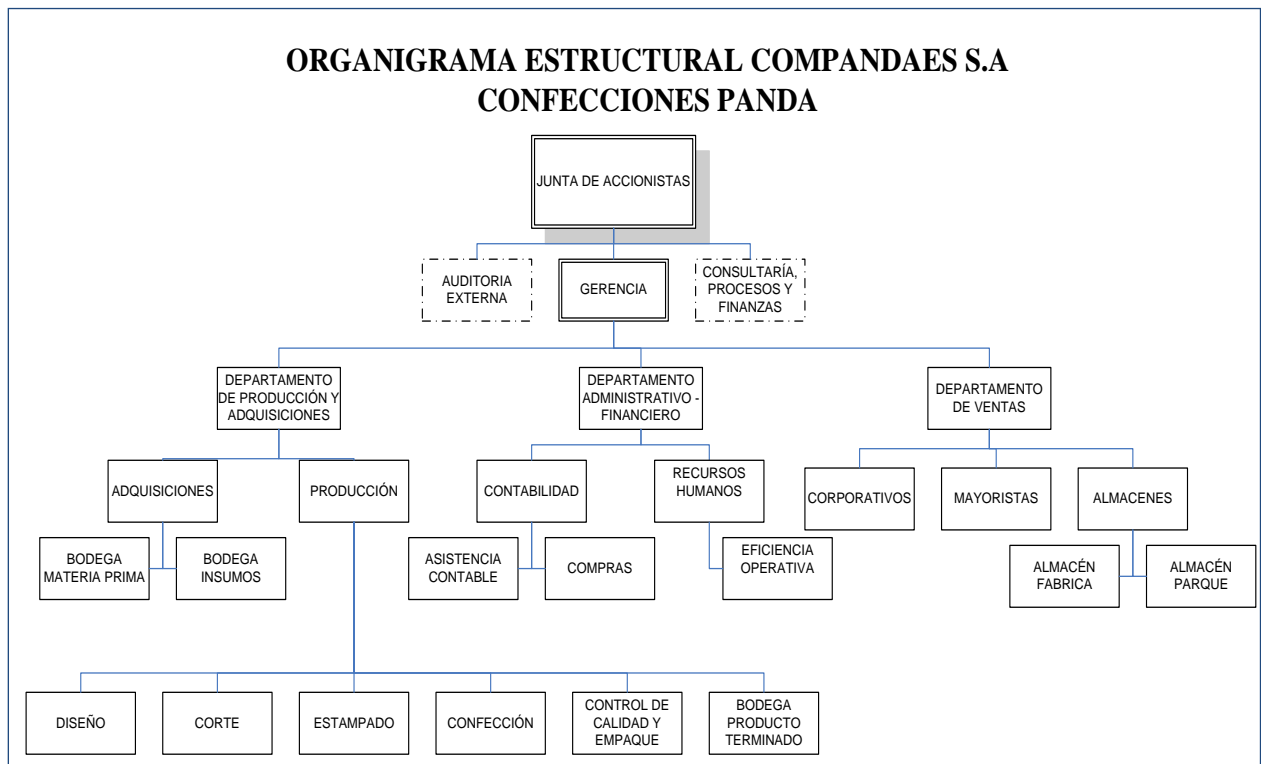 ORGANIGRAMA ESTRUCTURAL COMPANDAES S.A
CONFECCIONES PANDA
JUNTA DE ACCIONISTAS
AUDITORIA
EXTERNA
GERENCIA
CONSULTARÍA,
PROCESOS Y
FINANZAS
DEPARTAMENTO
DE PRODUCCIÓN Y
ADQUISICIONES
DEPARTAMENTO
ADMINISTRATIVO -
FINANCIERO
DEPARTAMENTO
DE VENTAS
ADQUISICIONES
PRODUCCIÓN
CONTABILIDAD
RECURSOS
HUMANOS
CORPORATIVOS
MAYORISTAS
ALMACENES
BODEGA
MATERIA PRIMA
BODEGA
INSUMOS
ASISTENCIA
CONTABLE
COMPRAS
EFICIENCIA
OPERATIVA
ALMACÉN
FABRICA
ALMACÉN
PARQUE
DISEÑO
CORTE
ESTAMPADO
CONFECCIÓN
CONTROL DE
CALIDAD Y
EMPAQUE
BODEGA
PRODUCTO
TERMINADO